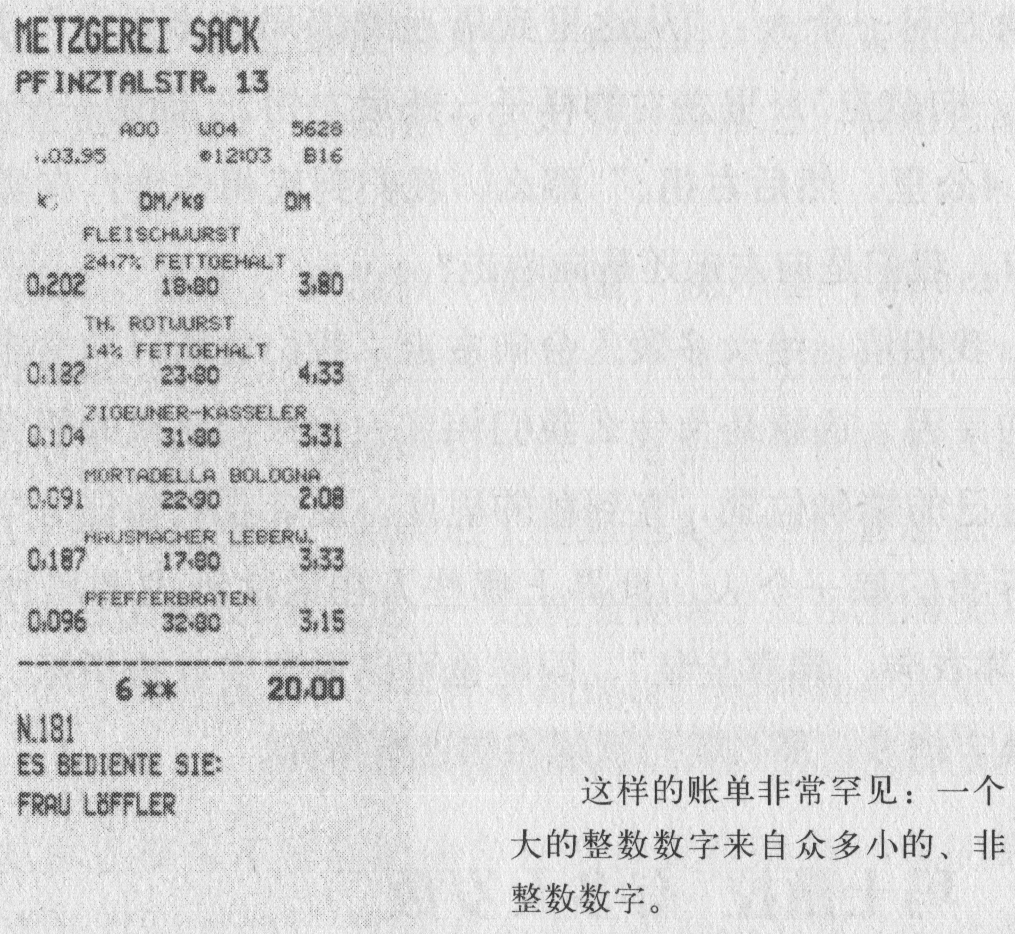 METZGEREI SACK
PFINZTALSTR. 13
A00 W04 5628
.03.95 ⊕12:03 B16
DM/kg DM
FLEISCHWURST
24,7% FETTGEHALT
0,202 18,80 3,80
TH. ROTWURST
14% FETTGEHALT
0,182 23,80 4,33
ZIGEUNER-KASSELER
0,104 31,80 3,31
MORTADELLA BOLOGNA
0,091 22,90 2,08
HAUSMACHER LEBERW.
0,187 17,80 3,33
PFEFFERBRATEN
0,096 32,80 3,15
6 ** 20,00
N.181
ES BEDIENTE SIE:
FRAU LÖFFLER
这样的账单非常罕见：一个
大的整数数字来自众多小的、非
整数数字。